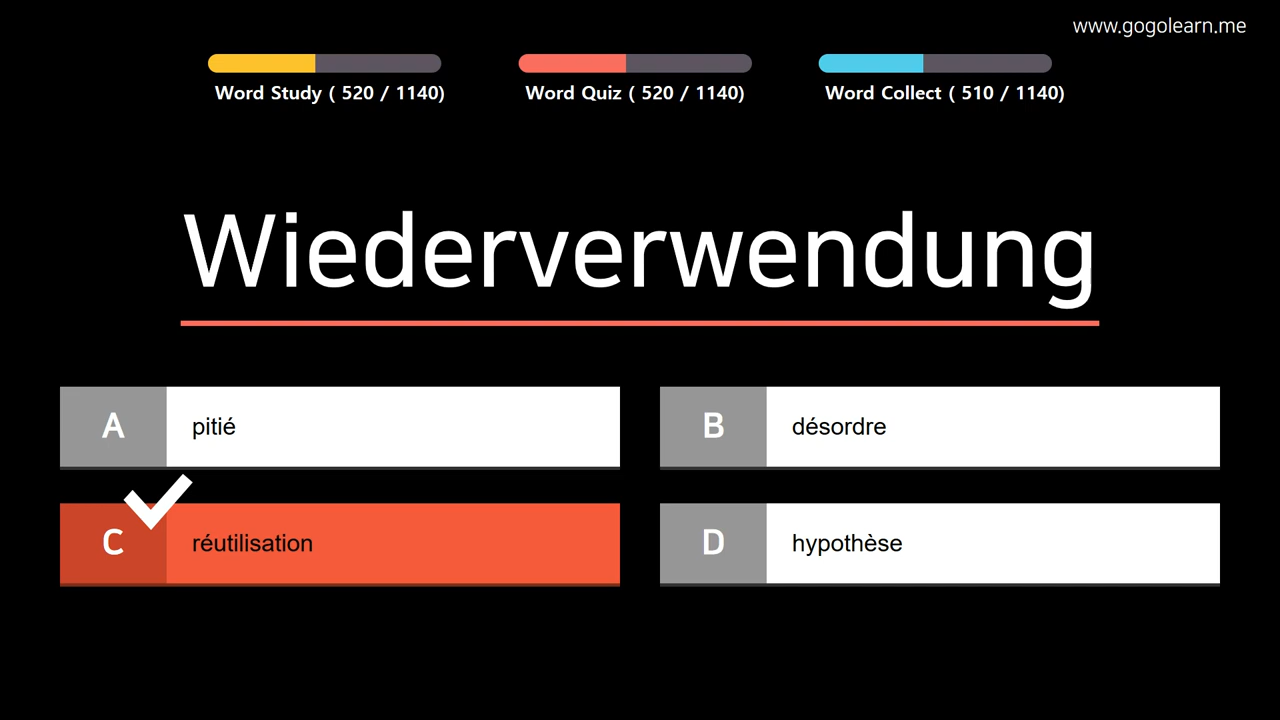 www.gogolearn.me
Word Study ( 520 / 1140)
Word Quiz ( 520 / 1140)
Word Collect ( 510 / 1140)
Wiederverwendung
A
pitié
B
désordre
C
réutilisation
D
hypothèse